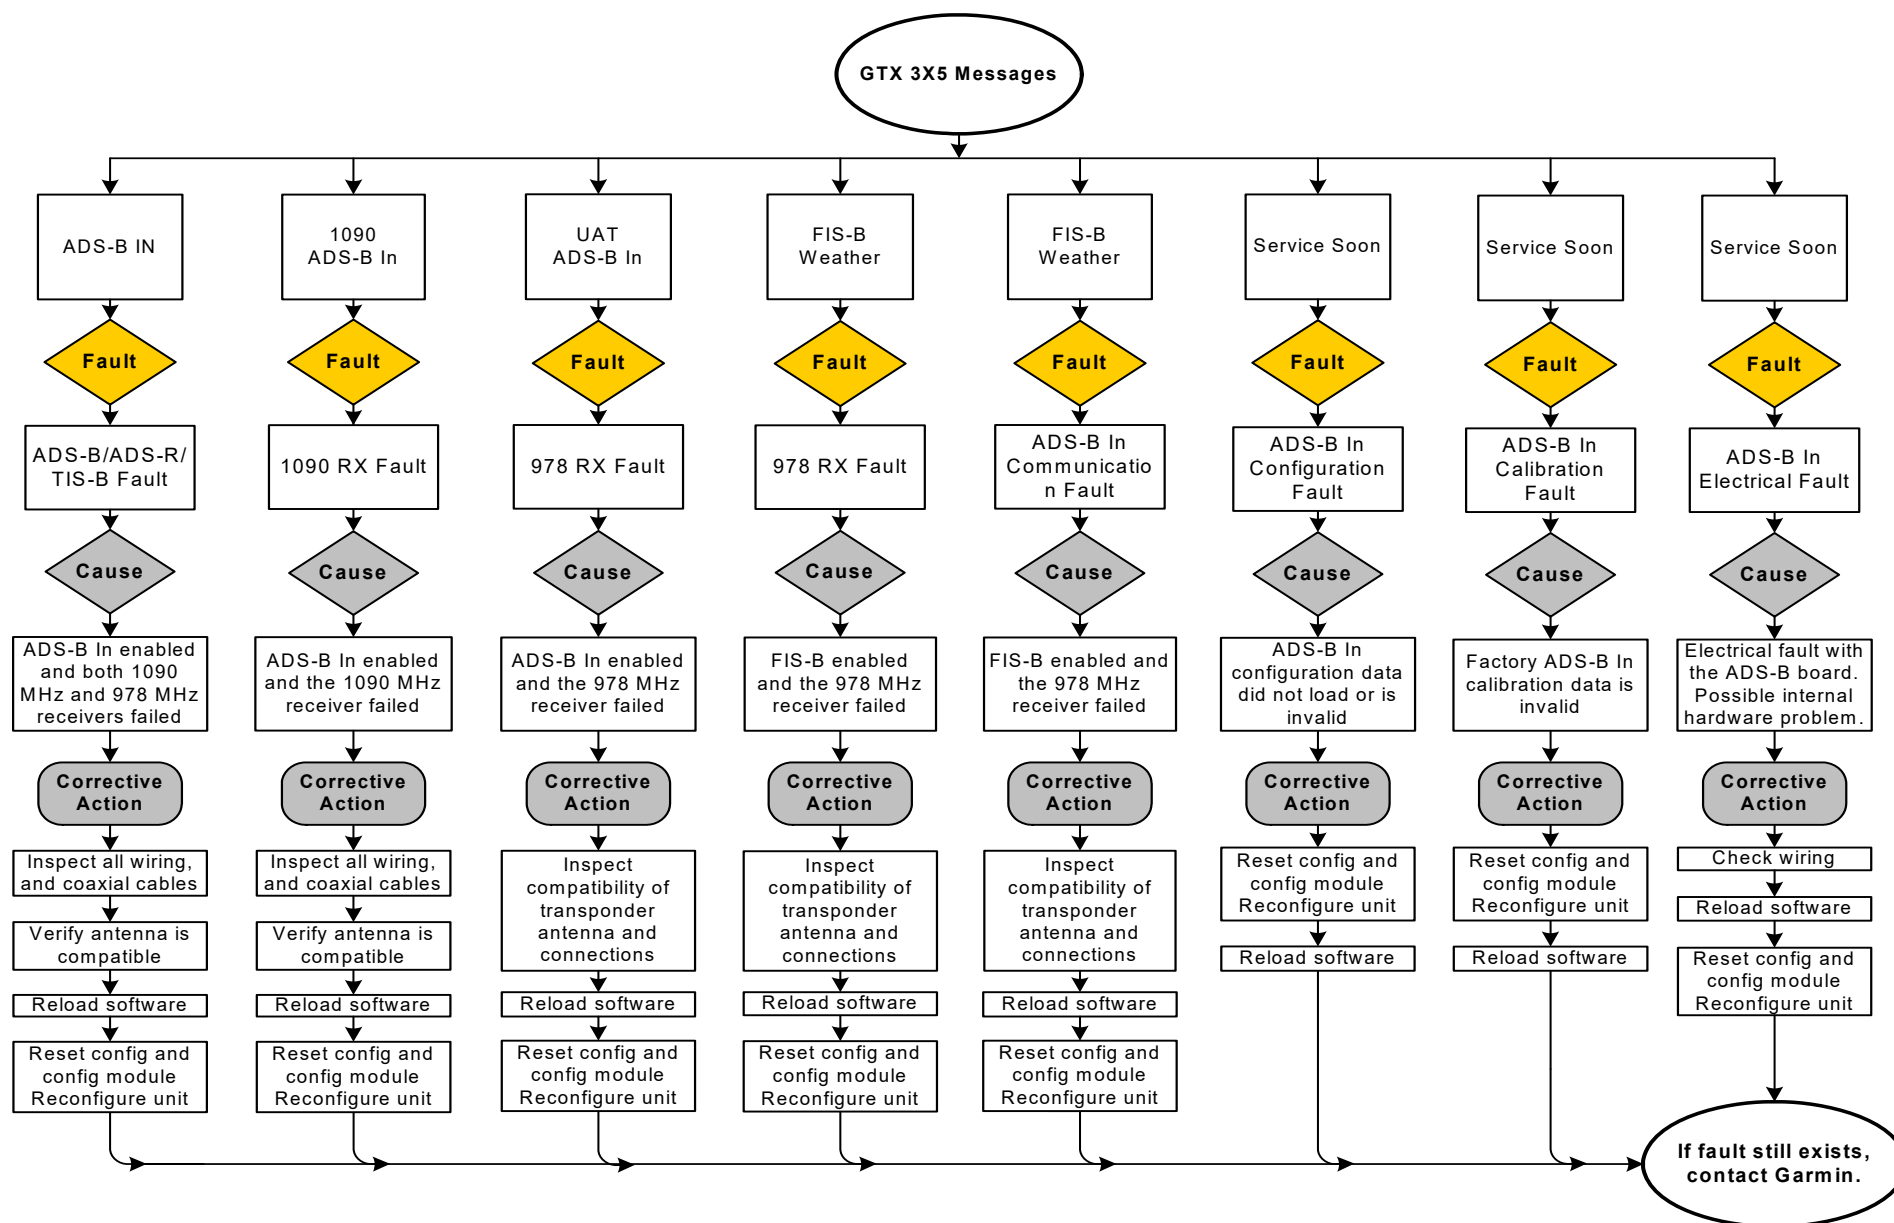 GTX 3X5 Messages
ADS-B IN
1090
ADS-B In
UAT
ADS-B In
FIS-B
Weather
FIS-B
Weather
Service Soon
Service Soon
Service Soon
Fault
Fault
Fault
Fault
Fault
Fault
Fault
Fault
ADS-B/ADS-R/
TIS-B Fault
1090 RX Fault
978 RX Fault
978 RX Fault
ADS-B In
Communicatio
n Fault
ADS-B In
Configuration
Fault
ADS-B In
Calibration
Fault
ADS-B In
Electrical Fault
Cause
Cause
Cause
Cause
Cause
Cause
Cause
Cause
ADS-B In enabled
and both 1090
MHz and 978 MHz
receivers failed
ADS-B In enabled
and the 1090 MHz
receiver failed
ADS-B In enabled
and the 978 MHz
receiver failed
FIS-B enabled
and the 978 MHz
receiver failed
FIS-B enabled and
the 978 MHz
receiver failed
ADS-B In
configuration data
did not load or is
invalid
Factory ADS-B In
calibration data is
invalid
Electrical fault with
the ADS-B board.
Possible internal
hardware problem.
Corrective
Action
Corrective
Action
Corrective
Action
Corrective
Action
Corrective
Action
Corrective
Action
Corrective
Action
Corrective
Action
Inspect all wiring,
and coaxial cables
Verify antenna is
compatible
Reload software
Reset config and
config module
Reconfigure unit
Inspect all wiring,
and coaxial cables
Verify antenna is
compatible
Reload software
Reset config and
config module
Reconfigure unit
Inspect
compatibility of
transponder
antenna and
connections
Reload software
Reset config and
config module
Reconfigure unit
Inspect
compatibility of
transponder
antenna and
connections
Reload software
Reset config and
config module
Reconfigure unit
Inspect
compatibility of
transponder
antenna and
connections
Reload software
Reset config and
config module
Reconfigure unit
Reset config and
config module
Reconfigure unit
Reload software
Reset config and
config module
Reconfigure unit
Reload software
Check wiring
Reload software
Reset config and
config module
Reconfigure unit
If fault still exists,
contact Garmin.